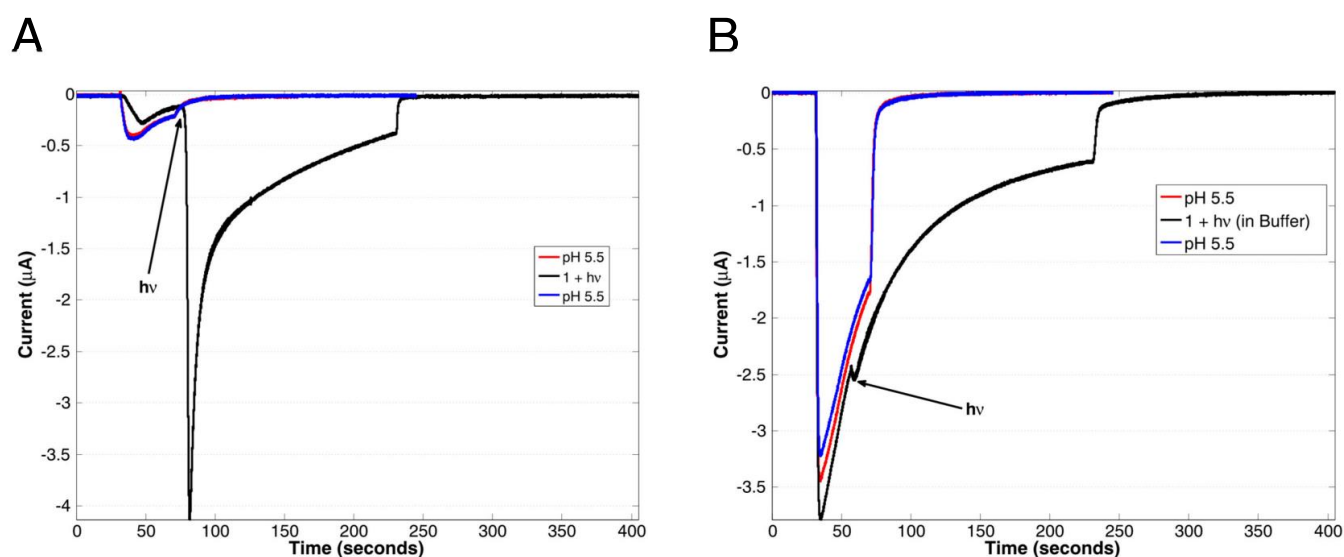 A
0
-0.5
-1
-1.5
-2
-2.5
-3
-3.5
-4
Current (μA)
0 50 100 150 200 250 300 350 400
Time (seconds)
hν
pH 5.5
1 + hν
pH 5.5
B
0
-0.5
-1
-1.5
-2
-2.5
-3
-3.5
Current (μA)
0 50 100 150 200 250 300 350 400
Time (seconds)
hν
pH 5.5
1 + hν (in Buffer)
pH 5.5